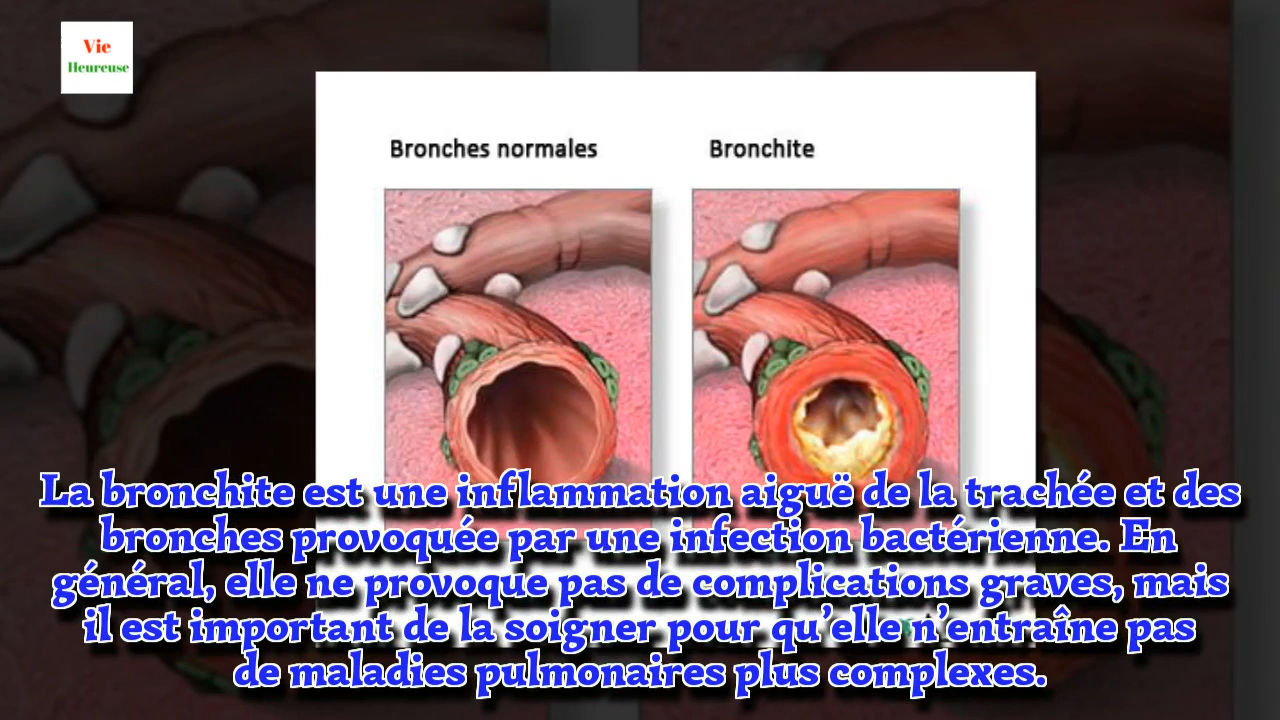 Vie
Heureuse
Bronches normales
Bronchite
La bronchite est une inflammation aiguë de la trachée et des
bronches provoquée par une infection bactérienne. En
général, elle ne provoque pas de complications graves, mais
il est important de la soigner pour qu’elle n’entraîne pas
de maladies pulmonaires plus complexes.